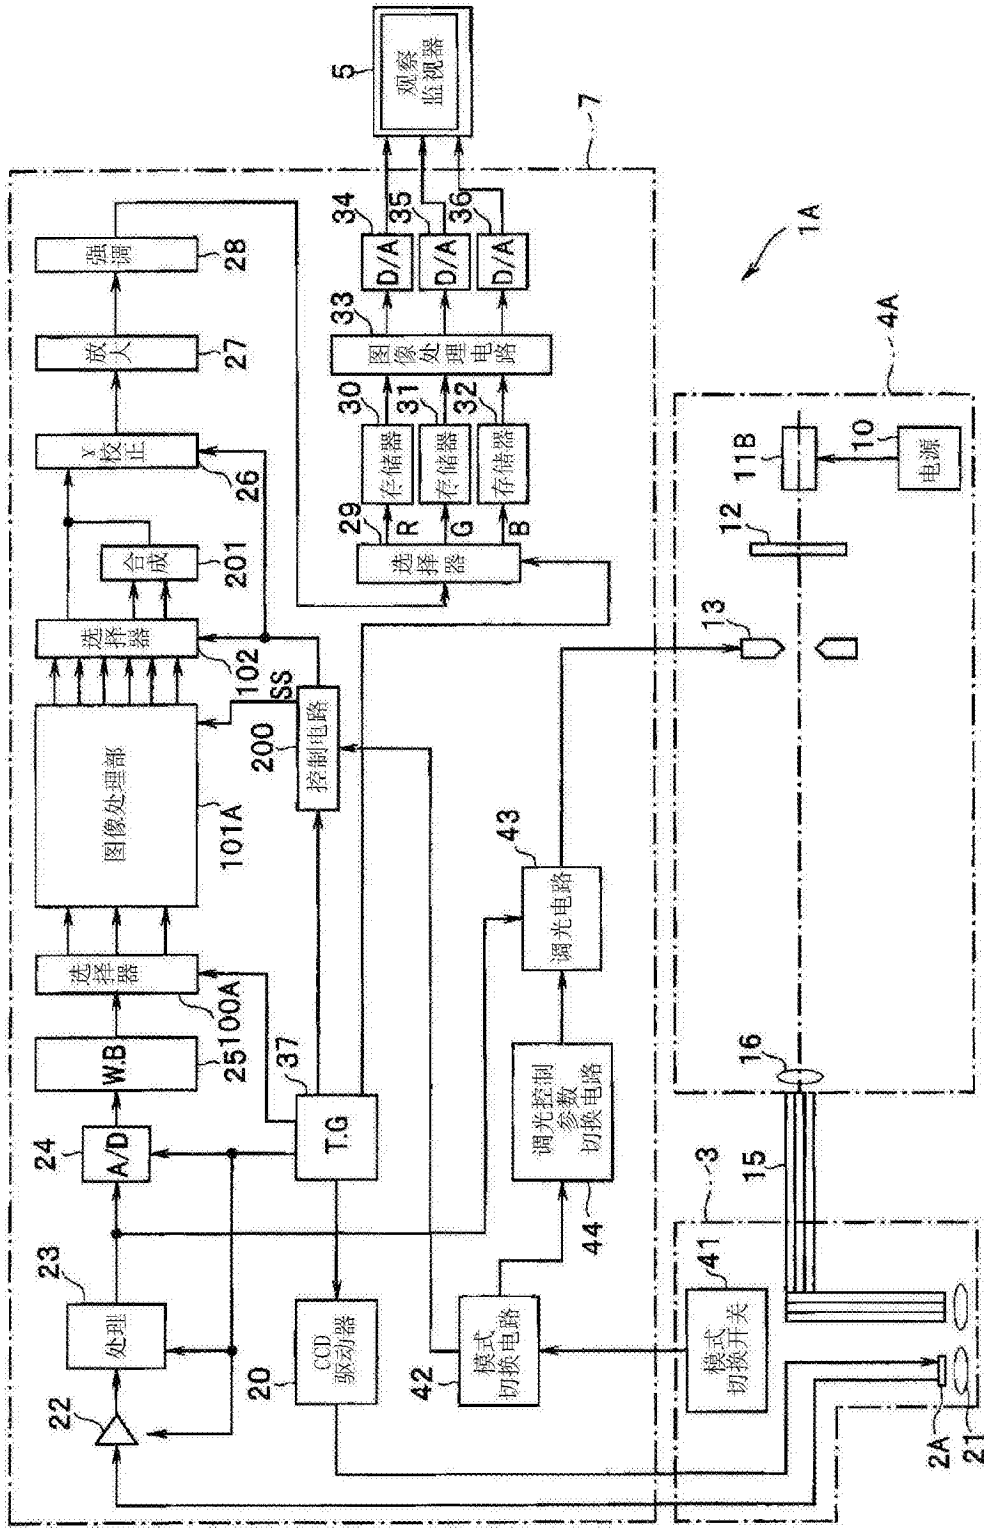 22
23
处理
24
A/D
25
W.B
100A
选择器
101A
图像处理部
102
选择器
201
合成
26
γ
校正
27
放大
28
强调
SS
200
控制电路
37
T.G
20
CCD
驱动器
29
选择器
R
G
B
30
存储器
31
存储器
32
存储器
33
图像处理电路
34
D/A
35
D/A
36
D/A
5
观察
监视器
7
42
模式
切换电路
44
调光控制
参数
切换电路
43
调光电路
1A
41
模式
切换开关
3
2A
21
15
16
13
12
11B
10
电源
4A